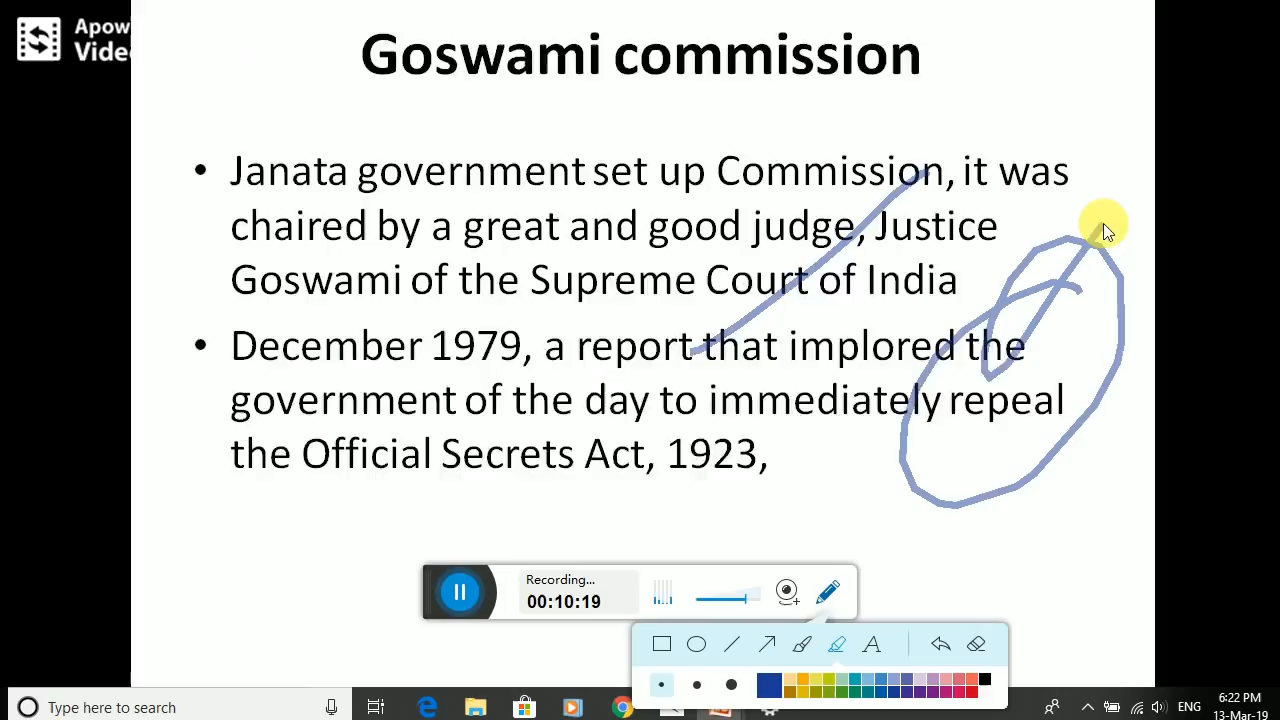 Apow
Video
Goswami commission
• Janata government set up Commission, it was
chaired by a great and good judge, Justice
Goswami of the Supreme Court of India
• December 1979, a report that implored the
government of the day to immediately repeal
the Official Secrets Act, 1923,
Recording...
00:10:19
A
Type here to search
ENG
6:22 PM
13-Mar-19